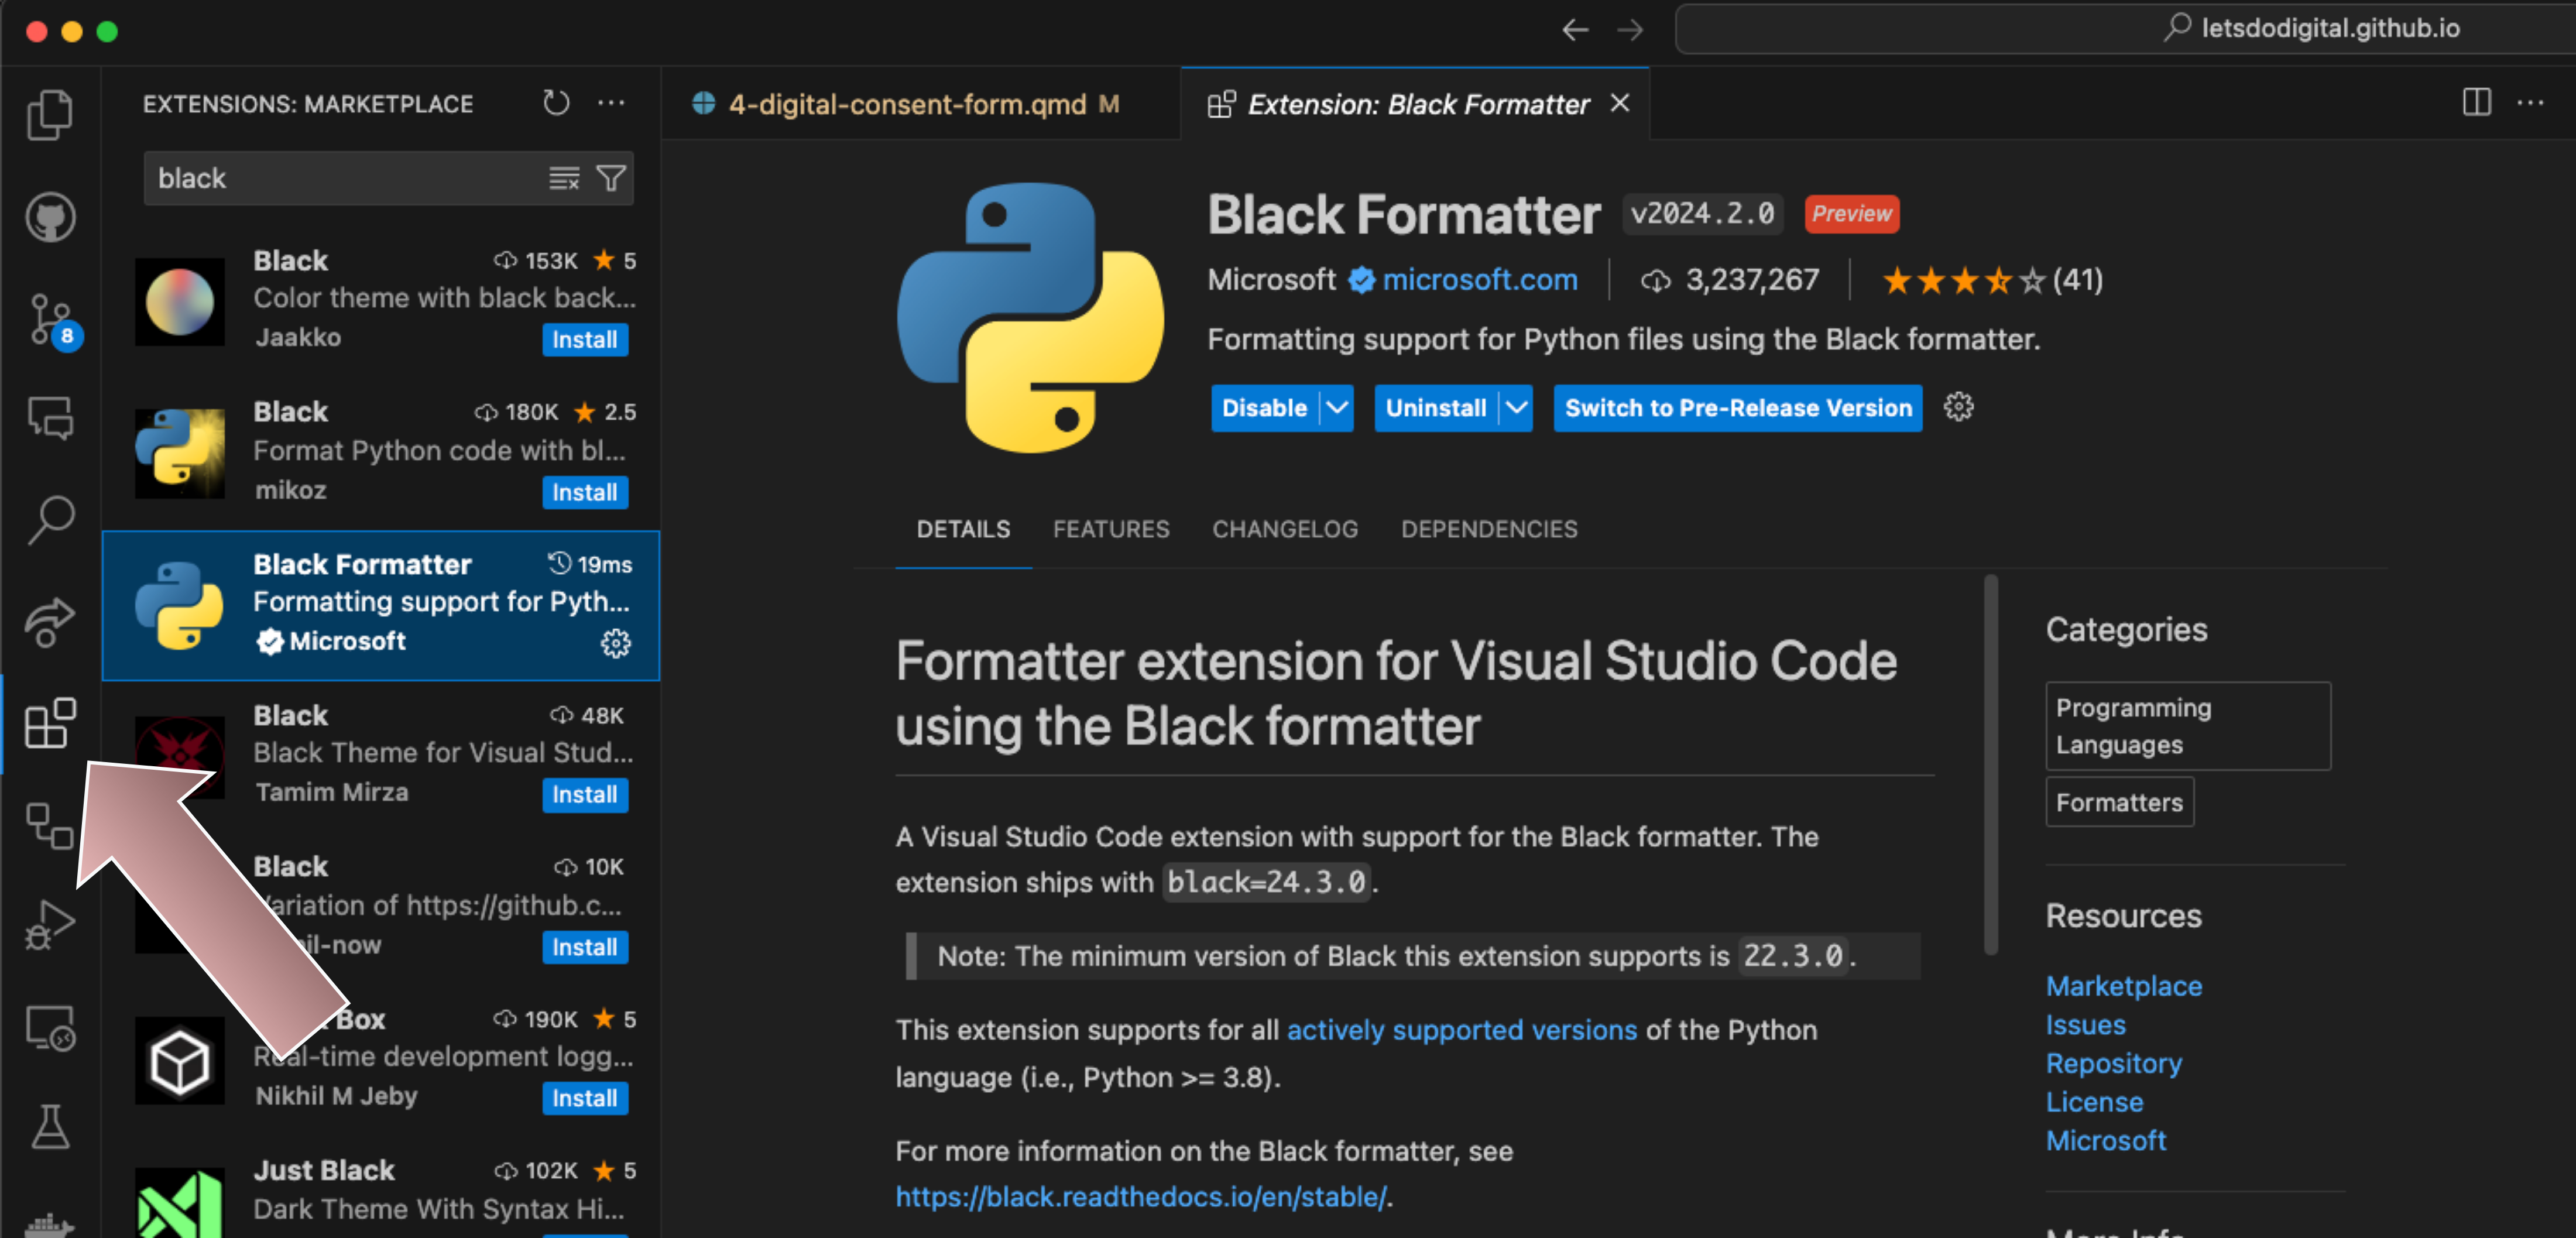 letsdodigital.github.io
EXTENSIONS: MARKETPLACE
4-digital-consent-form.qmd M
Extension: Black Formatter
black
Black 153K 5
Color theme with black back...
Jaakko Install
Black 180K 2.5
Format Python code with bl...
mikoz Install
Black Formatter 19ms
Formatting support for Pyth...
Microsoft
Black 48K
Black Theme for Visual Stud...
Tamim Mirza Install
Black 10K
ariation of https://github.c...
il-now Install
Box 190K 5
Real-time development logg...
Nikhil M Jeby Install
Just Black 102K 5
Dark Theme With Syntax Hi...
8
Black Formatter v2024.2.0 Preview
Microsoft microsoft.com 3,237,267 (41)
Formatting support for Python files using the Black formatter.
Disable Uninstall Switch to Pre-Release Version
DETAILS FEATURES CHANGELOG DEPENDENCIES
Formatter extension for Visual Studio Code
using the Black formatter
A Visual Studio Code extension with support for the Black formatter. The
extension ships with black=24.3.0.
Note: The minimum version of Black this extension supports is 22.3.0.
This extension supports for all actively supported versions of the Python
language (i.e., Python >= 3.8).
For more information on the Black formatter, see
https://black.readthedocs.io/en/stable/.
Categories
Programming
Languages
Formatters
Resources
Marketplace
Issues
Repository
License
Microsoft
More Info